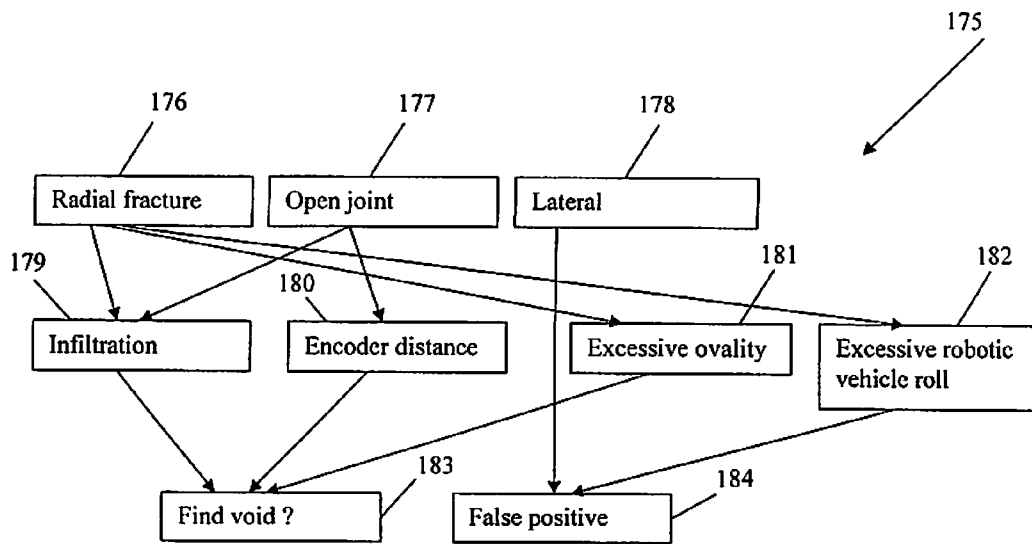 175
176
177
178
Radial fracture
Open joint
Lateral
179
180
181
182
Infiltration
Encoder distance
Excessive ovality
Excessive robotic
vehicle roll
183
184
Find void ?
False positive